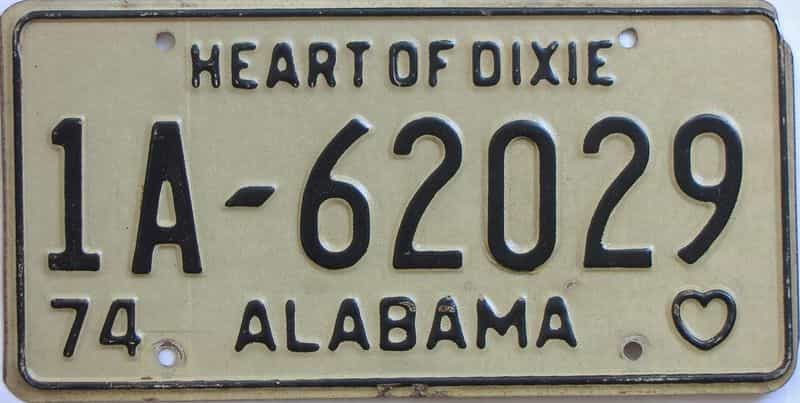 HEART OF DIXIE
1A-62029
74 ALABAMA